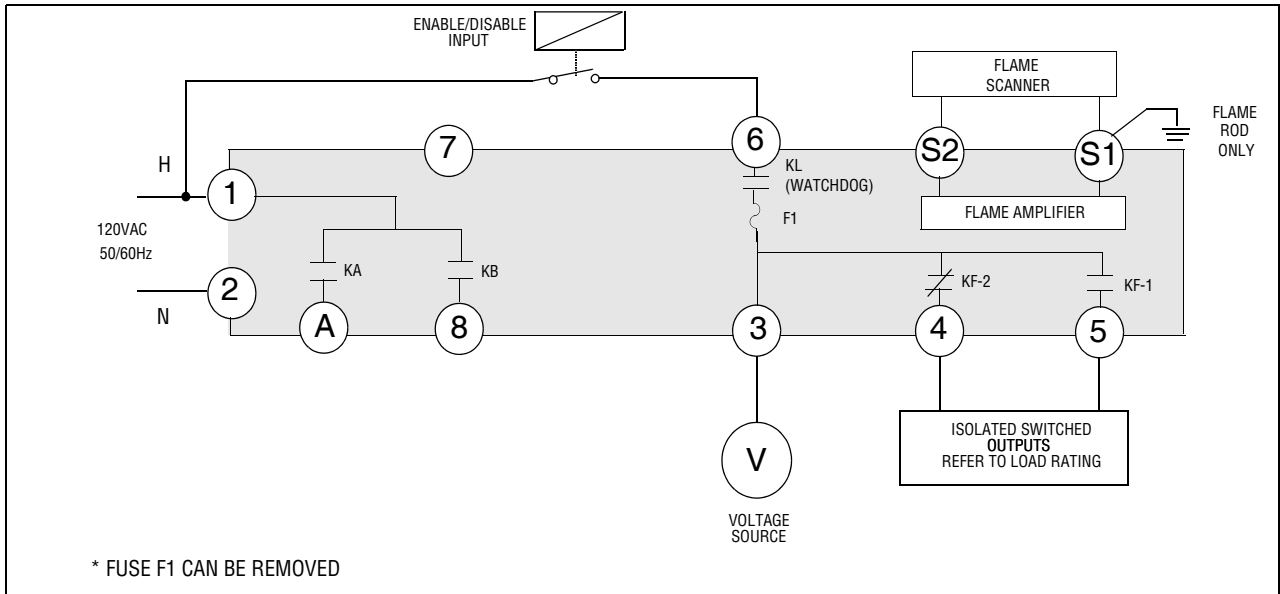 ENABLE/DISABLE
INPUT
FLAME
SCANNER
FLAME
ROD
ONLY
7
6
S2
S1
H
KL
(WATCHDOG)
1
F1
FLAME AMPLIFIER
120VAC
50/60Hz
KA
KB
KF-2
KF-1
2
N
A
8
3
4
5
ISOLATED SWITCHED
OUTPUTS
REFER TO LOAD RATING
V
VOLTAGE
SOURCE
* FUSE F1 CAN BE REMOVED